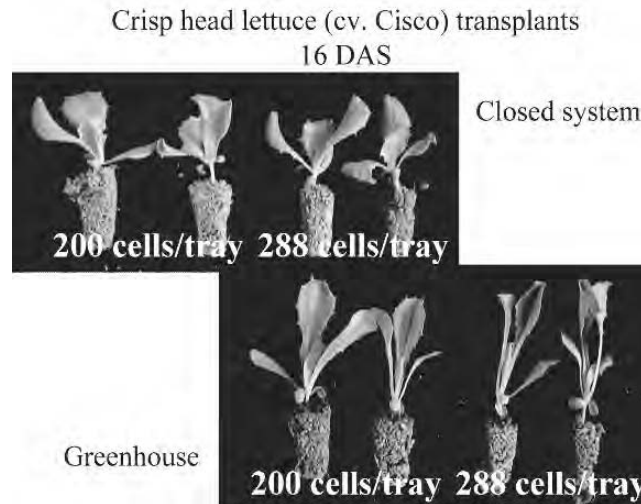 Crisp head lettuce (cv. Cisco) transplants
16 DAS
Closed system
200 cells/tray 288 cells/tray
Greenhouse
200 cells/tray 288 cells/tray